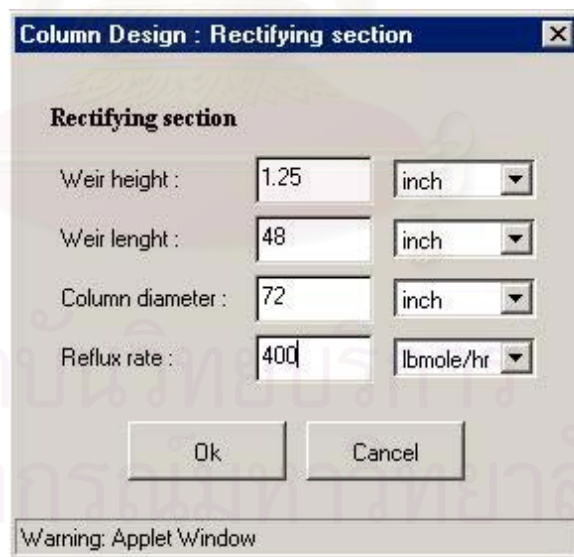 Column Design : Rectifying section
Rectifying section
Weir height : 1.25 inch
Weir lenght : 48 inch
Column diameter : 72 inch
Reflux rate : 400 lbmole/hr
Ok Cancel
Warning: Applet Window